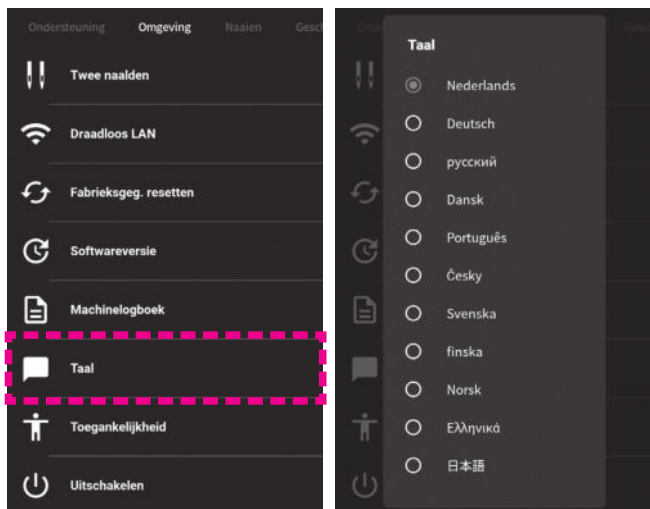 Ondersteuning Omgeving Naaien
Twee naalden
Draadloos LAN
Fabrieksgeg. resetten
Softwareversie
Machinelogboek
Taal
Toegankelijkheid
Uitschakelen
Taal
Nederlands
Deutsch
русский
Dansk
Português
Česky
Svenska
finska
Norsk
Ελληνικά
日本語